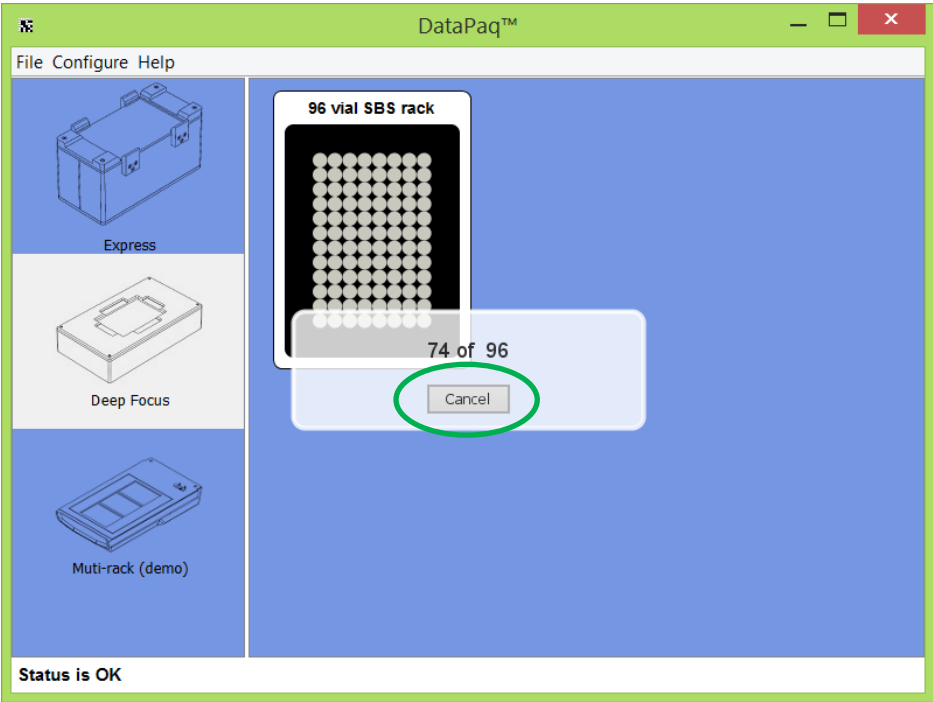 DataPaq™
File Configure Help
Express
Deep Focus
Muti-rack (demo)
96 vial SBS rack
74 of 96
Cancel
Status is OK